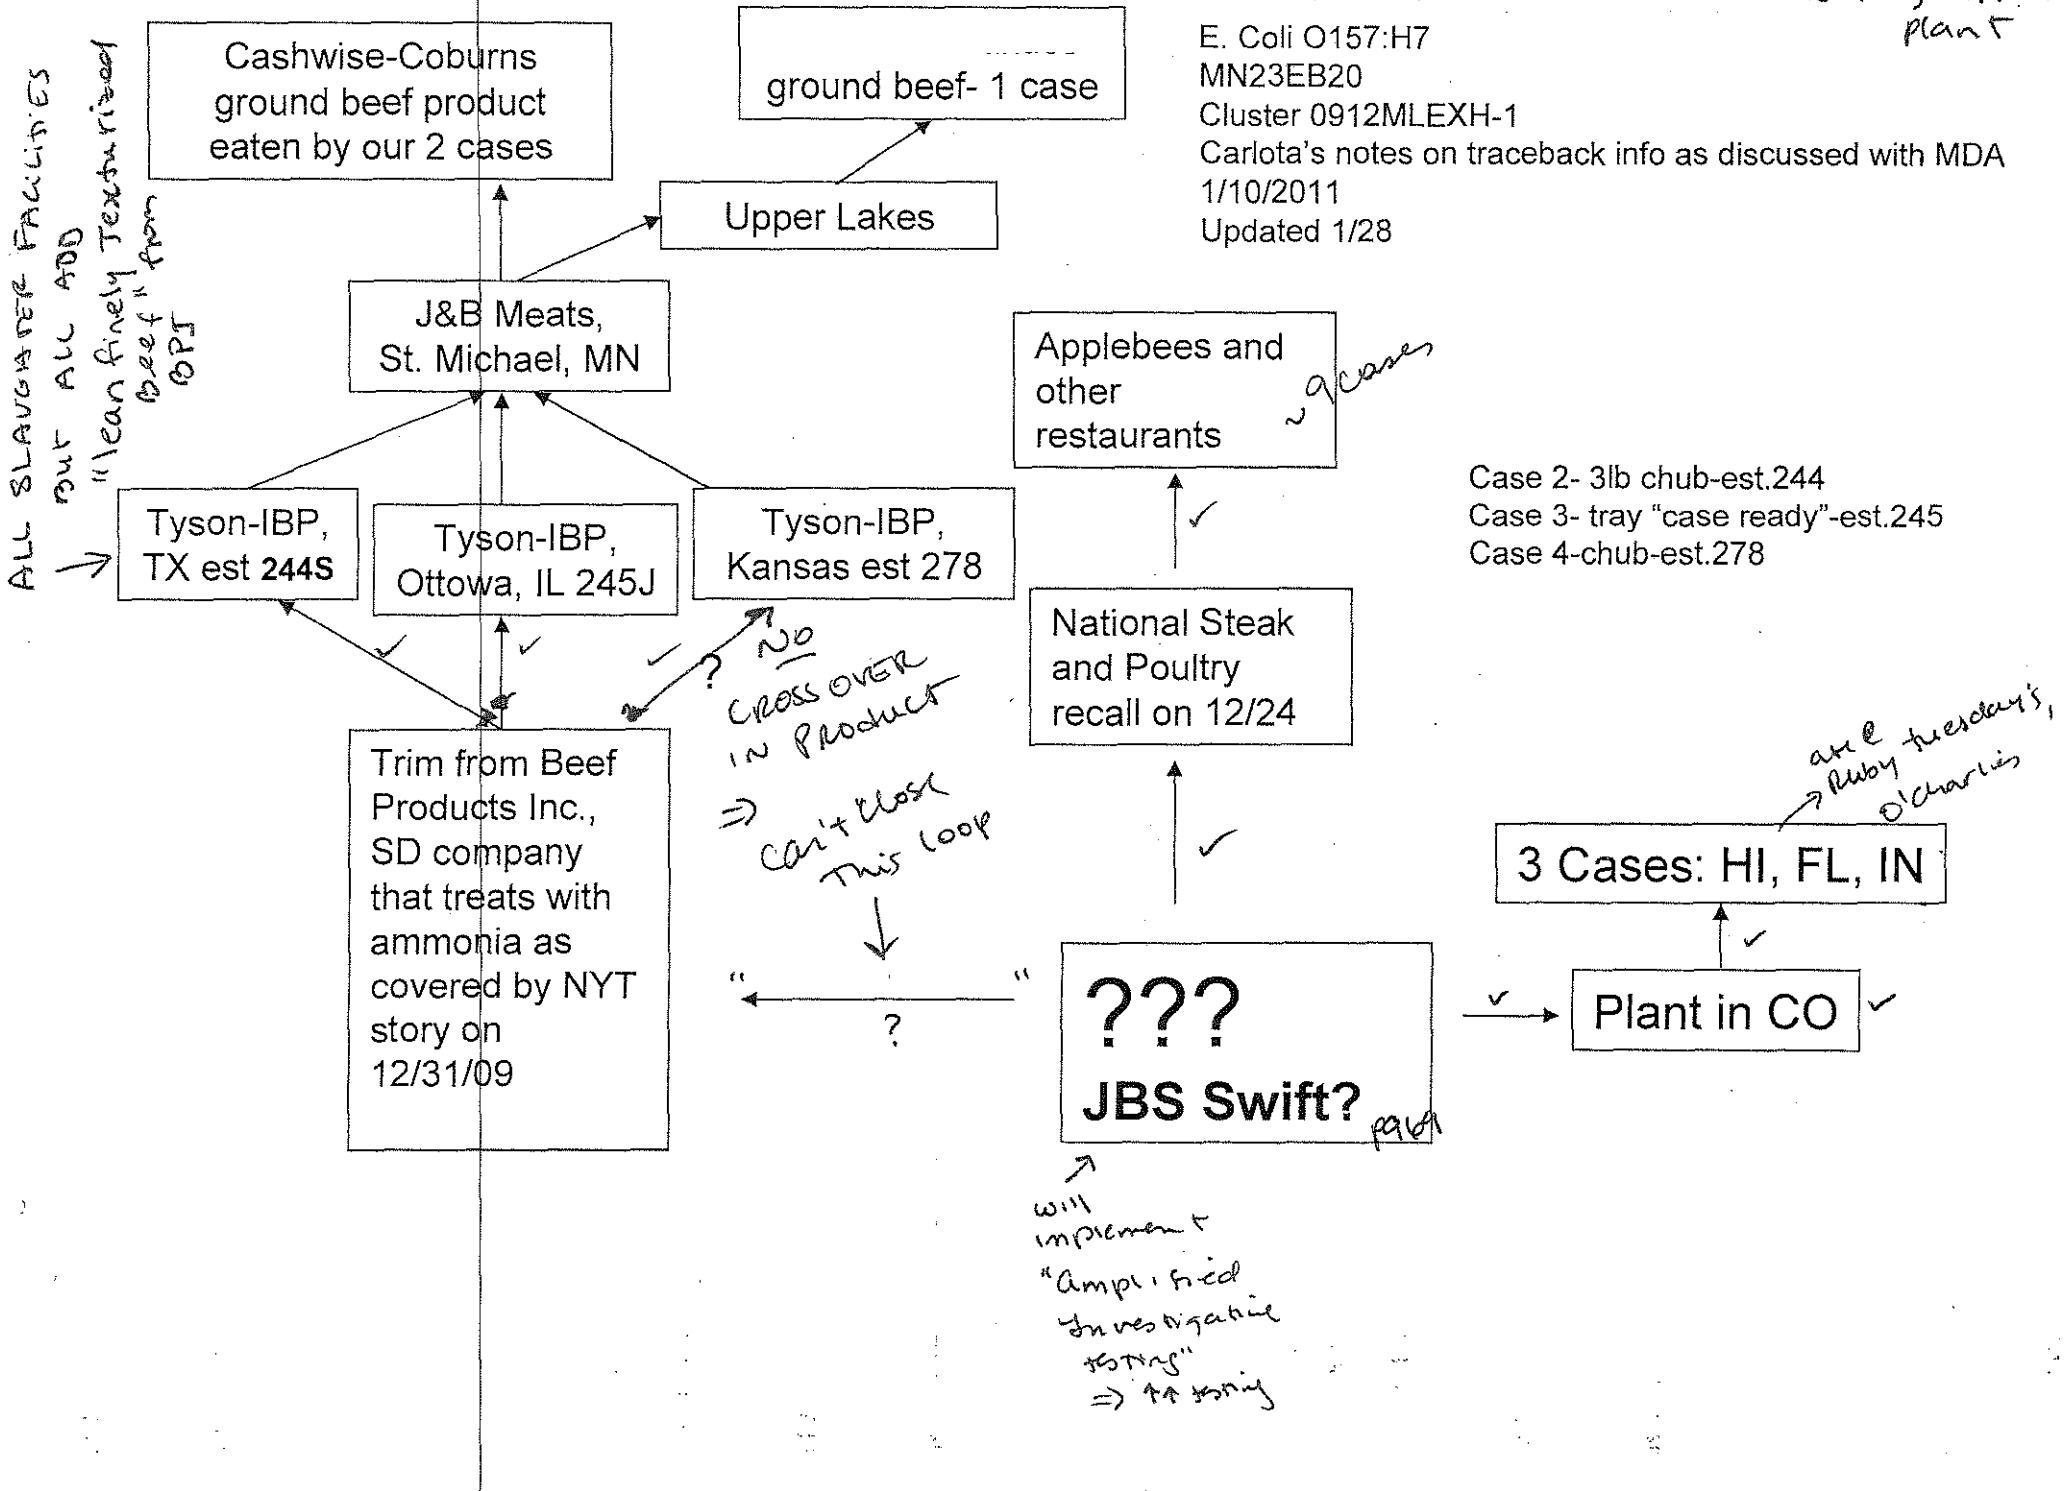 plant
E. Coli O157:H7
MN23EB20
Cluster 0912MLEXH-1
Carlota's notes on traceback info as discussed with MDA
1/10/2011
Updated 1/28
Cashwise-Coburns
ground beef product
eaten by our 2 cases
ground beef- 1 case
Upper Lakes
J&B Meats,
St. Michael, MN
ALL SLAUGHTER FACILITIES
but ALL ADD
"lean finely Texturized
Beef" from
BPI
Tyson-IBP,
TX est 244S
Tyson-IBP,
Ottowa, IL 245J
Tyson-IBP,
Kansas est 278
Applebees and
other
restaurants
~9 cases
Case 2- 3lb chub-est.244
Case 3- tray "case ready"-est.245
Case 4-chub-est.278
National Steak
and Poultry
recall on 12/24
? NO
CROSS OVER
IN PRODUCT
⇒
Can't close
This loop
Trim from Beef
Products Inc.,
SD company
that treats with
ammonia as
covered by NYT
story on
12/31/09
" "
?
???
JBS Swift?
Plant in CO
3 Cases: HI, FL, IN
ate @
Ruby tuesday's,
O'Charlies
will
implement
"Amplified
Investigative
testing"
⇒ ↑↑ testing